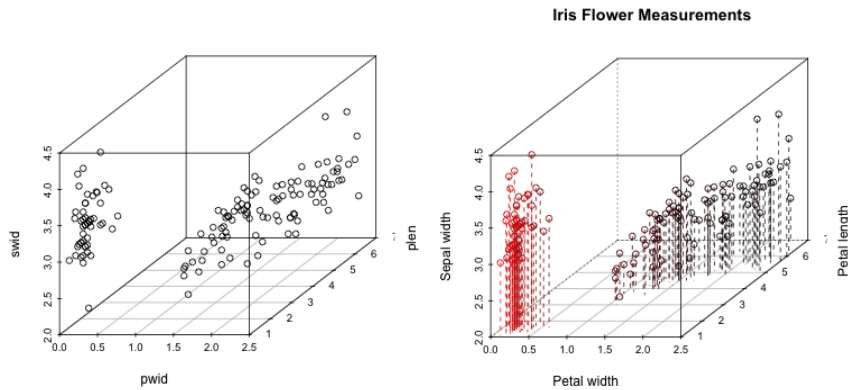 Iris Flower Measurements
swid
4.5
4.0
3.5
3.0
2.5
2.0
0.0 0.5 1.0 1.5 2.0 2.5
pwid
1 2 3 4 5 6
plen
Sepal width
4.5
4.0
3.5
3.0
2.5
2.0
0.0 0.5 1.0 1.5 2.0 2.5
Petal width
1 2 3 4 5 6
Petal length